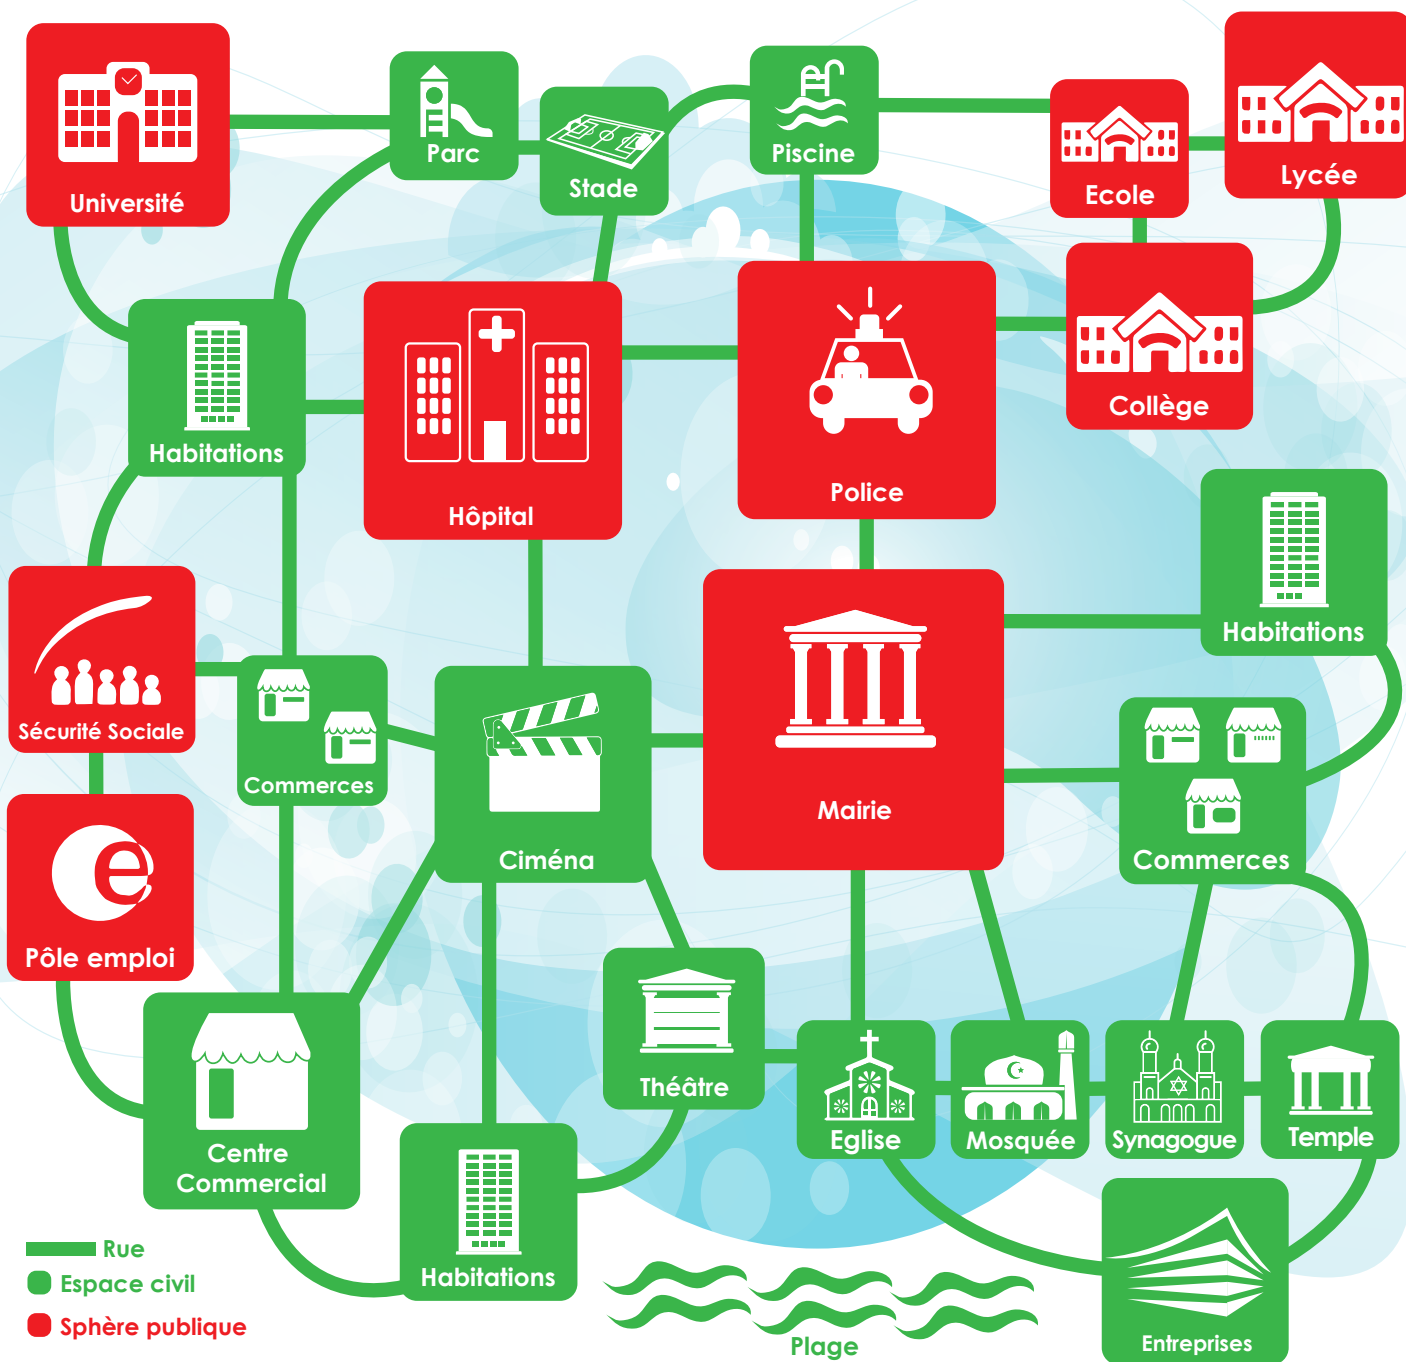 Université
Parc
Stade
Piscine
Ecole
Lycée
Habitations
Hôpital
Police
Collège
Habitations
Sécurité Sociale
Commerces
Ciména
Mairie
Commerces
Pôle emploi
Centre
Commercial
Théâtre
Eglise
Mosquée
Synagogue
Temple
Habitations
Entreprises
Plage
Rue
Espace civil
Sphère publique